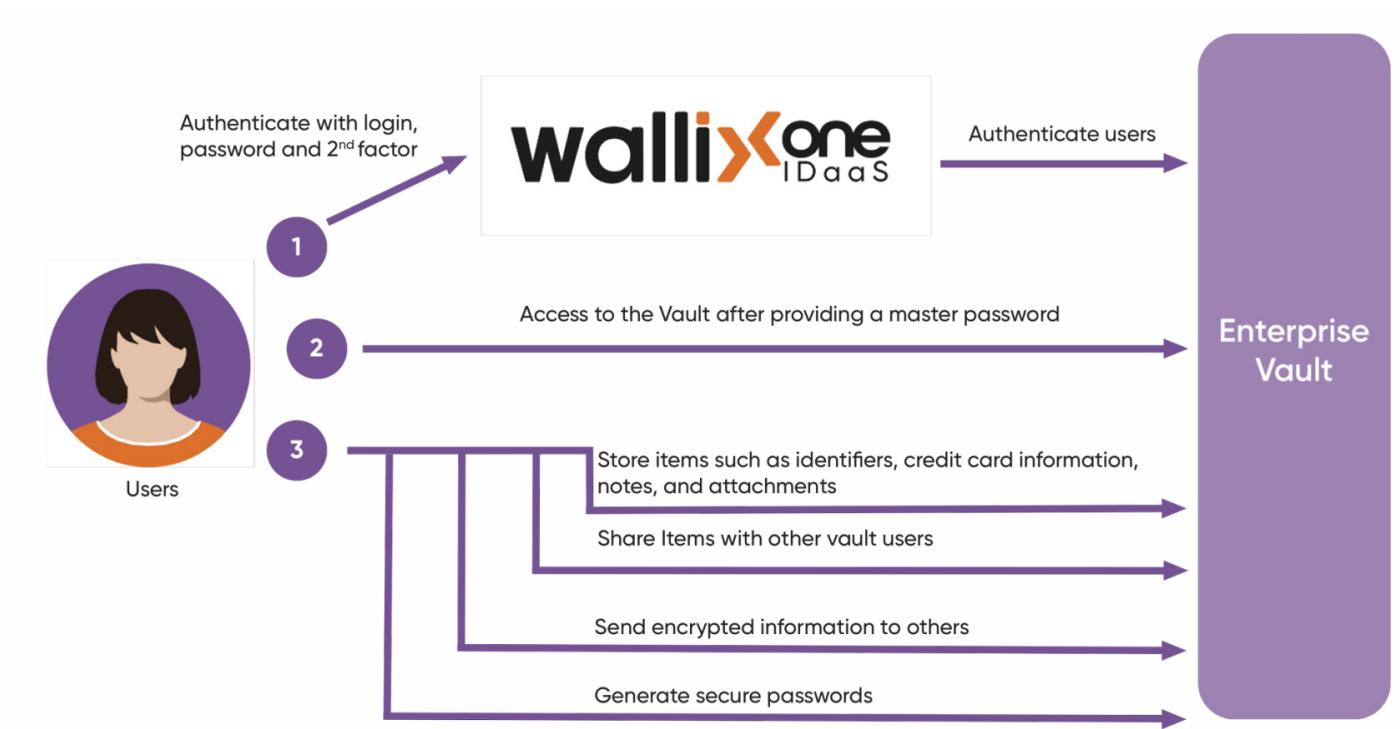 Authenticate with login,
password and 2nd factor
wallix one
IDaaS
Authenticate users
1
Access to the Vault after providing a master password
2
Enterprise
Vault
3
Store items such as identifiers, credit card information,
notes, and attachments
Users
Share Items with other vault users
Send encrypted information to others
Generate secure passwords